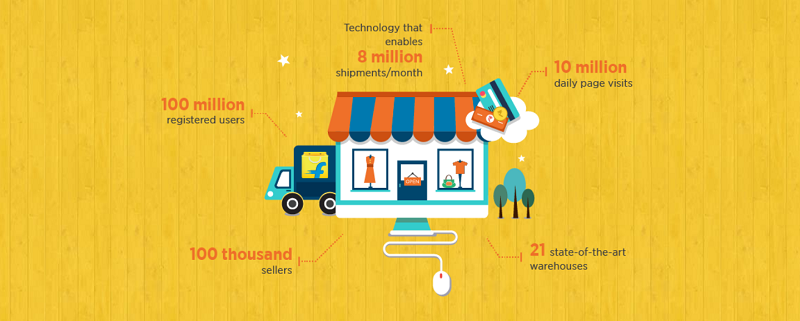 Technology that
enables
8 million
shipments/month
10 million
daily page visits
100 million
registered users
f
OPEN
100 thousand
sellers
21 state-of-the-art
warehouses